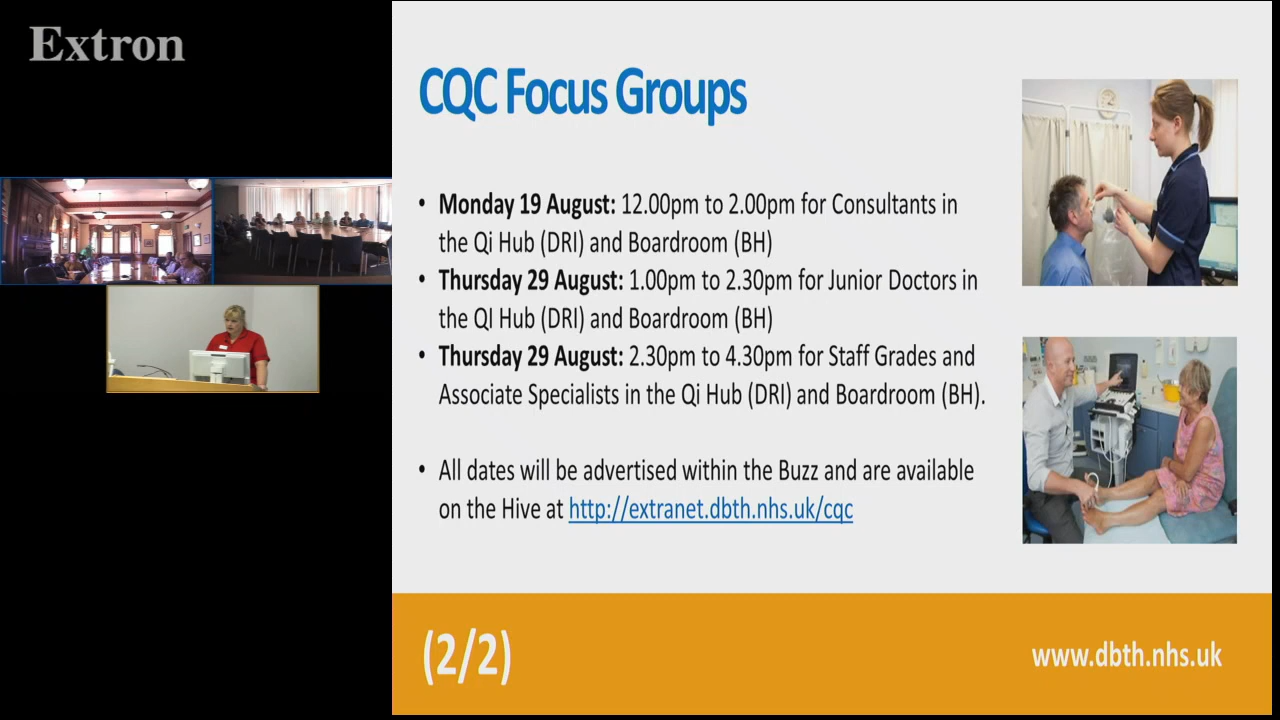 Extron
CQC Focus Groups
• Monday 19 August: 12.00pm to 2.00pm for Consultants in
the Qi Hub (DRI) and Boardroom (BH)
• Thursday 29 August: 1.00pm to 2.30pm for Junior Doctors in
the QI Hub (DRI) and Boardroom (BH)
• Thursday 29 August: 2.30pm to 4.30pm for Staff Grades and
Associate Specialists in the Qi Hub (DRI) and Boardroom (BH).
• All dates will be advertised within the Buzz and are available
on the Hive at http://extranet.dbth.nhs.uk/cqc
(2/2)
www.dbth.nhs.uk